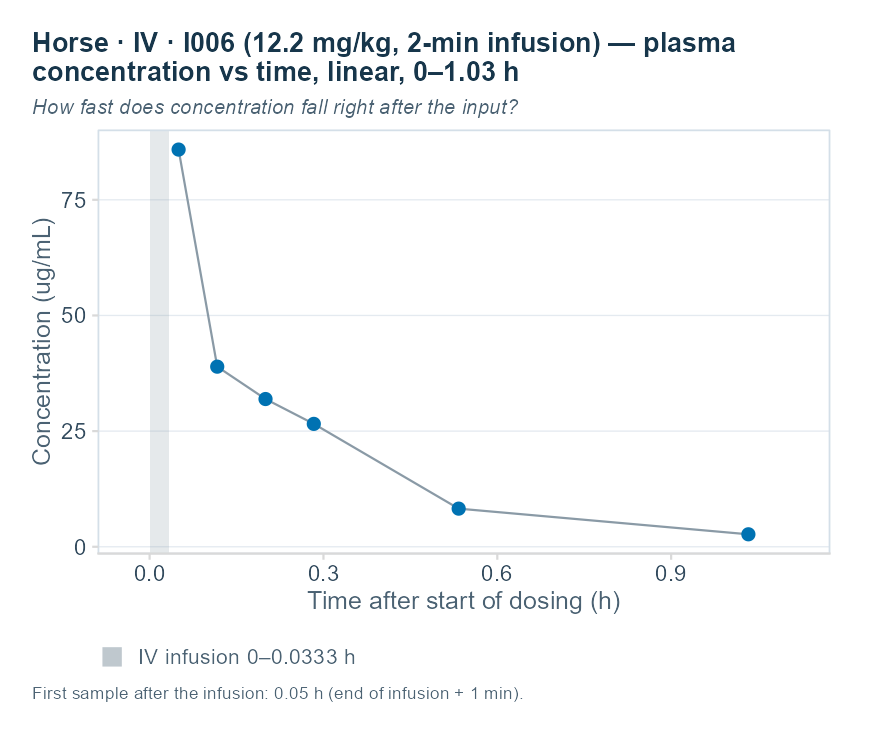 Horse · IV · I006 (12.2 mg/kg, 2-min infusion) — plasma
concentration vs time, linear, 0–1.03 h
How fast does concentration fall right after the input?
Concentration (ug/mL)
75
50
25
0
0.0 0.3 0.6 0.9
Time after start of dosing (h)
IV infusion 0–0.0333 h
First sample after the infusion: 0.05 h (end of infusion + 1 min).